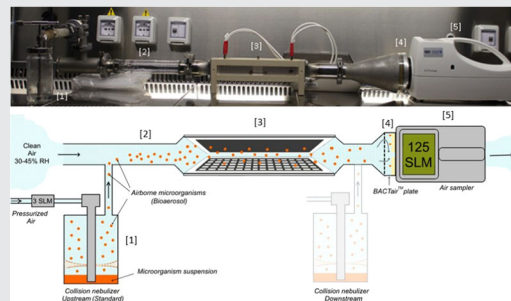 [1]
[2]
[3]
[4]
[5]
[2]
[3]
[4]
[5]
Clean
Air
30-45% RH
125
SLM
BACTair™ plate
Air sampler
Airborne microorganisms
(Bioaerosol)
3 SLM
Pressurized
Air
[1]
Microorganism suspension
Collision nebulizer
Upstream (Standard)
Collision nebulizer
Downstream